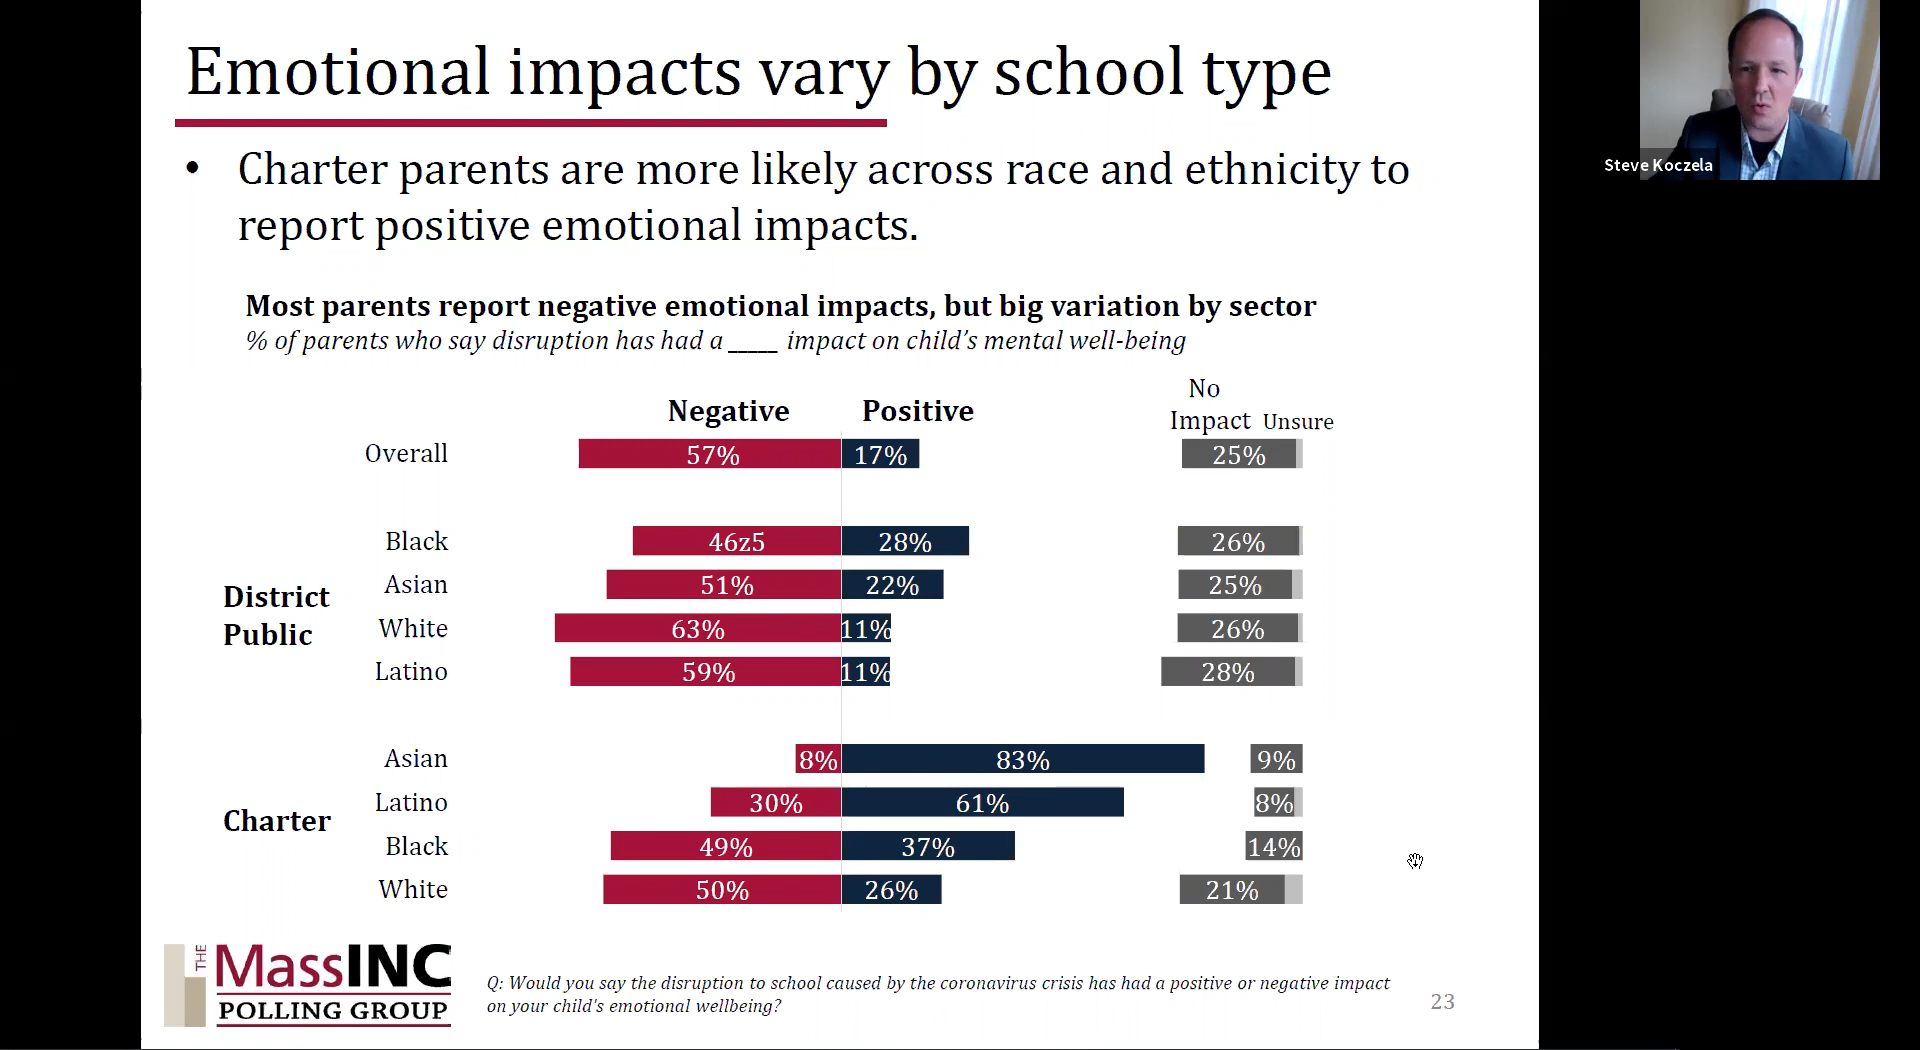 Emotional impacts vary by school type
Steve Koczela
• Charter parents are more likely across race and ethnicity to
report positive emotional impacts.
Most parents report negative emotional impacts, but big variation by sector
% of parents who say disruption has had a _____ impact on child's mental well-being
Negative Positive No Impact Unsure
Overall 57% 17% 25%
District Public
Black 46z5 28% 26%
Asian 51% 22% 25%
White 63% 11% 26%
Latino 59% 11% 28%
Charter
Asian 8% 83% 9%
Latino 30% 61% 8%
Black 49% 37% 14%
White 50% 26% 21%
THE MassINC
POLLING GROUP
Q: Would you say the disruption to school caused by the coronavirus crisis has had a positive or negative impact
on your child's emotional wellbeing?
23